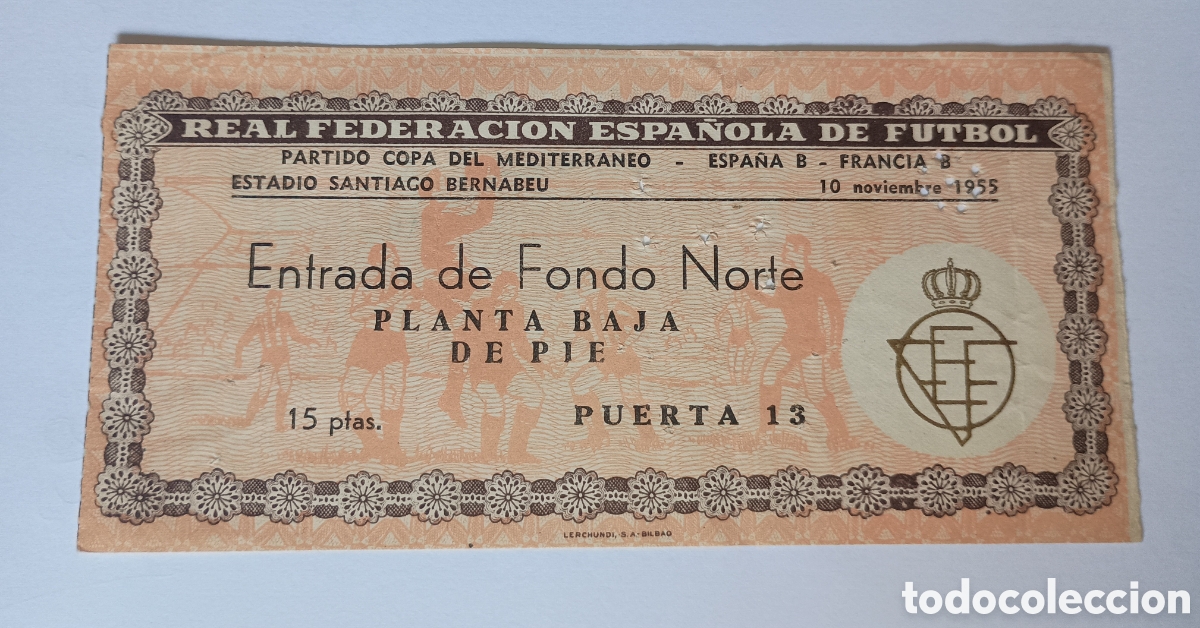 REAL FEDERACION ESPAÑOLA DE FUTBOL
PARTIDO COPA DEL MEDITERRANEO - ESPAÑA B - FRANCIA B
ESTADIO SANTIAGO BERNABEU 10 noviembre 1955
Entrada de Fondo Norte
PLANTA BAJA
DE PIE
15 ptas. PUERTA 13
LERCHUNDI, S.A.-BILBAO
todocoleccion